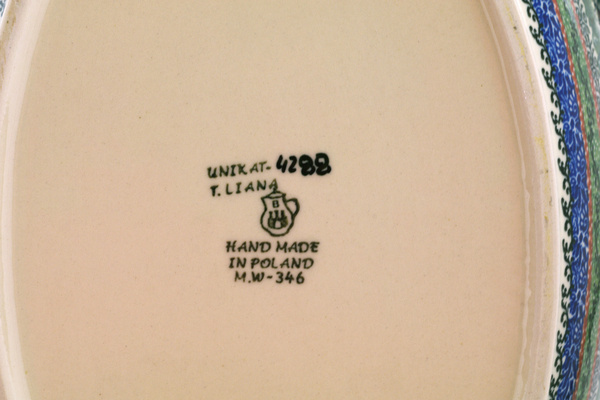 UNIKAT-4288
T. LIANA
B
HAND MADE
IN POLAND
M.W-346